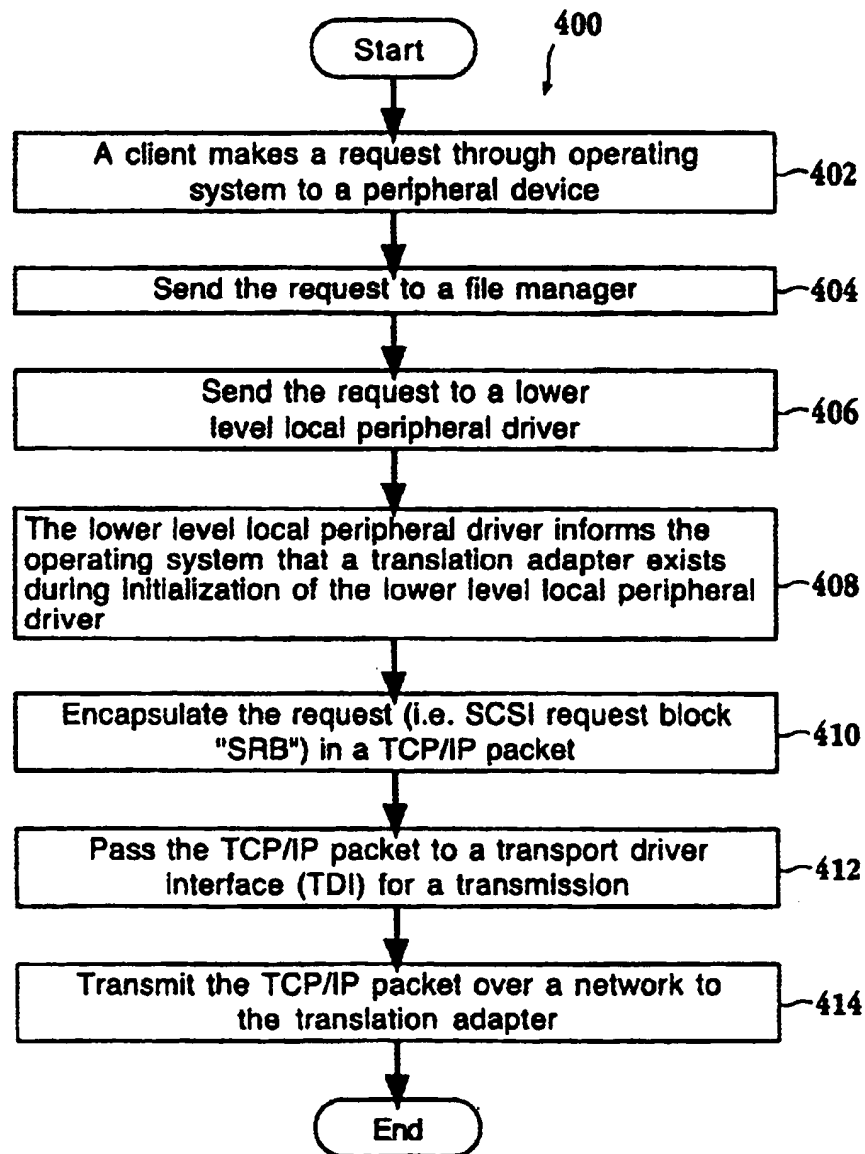 400
Start
A client makes a request through operating
system to a peripheral device
402
Send the request to a file manager
404
Send the request to a lower
level local peripheral driver
406
The lower level local peripheral driver informs the
operating system that a translation adapter exists
during initialization of the lower level local peripheral
driver
408
Encapsulate the request (i.e. SCSI request block
"SRB") in a TCP/IP packet
410
Pass the TCP/IP packet to a transport driver
interface (TDI) for a transmission
412
Transmit the TCP/IP packet over a network to
the translation adapter
414
End